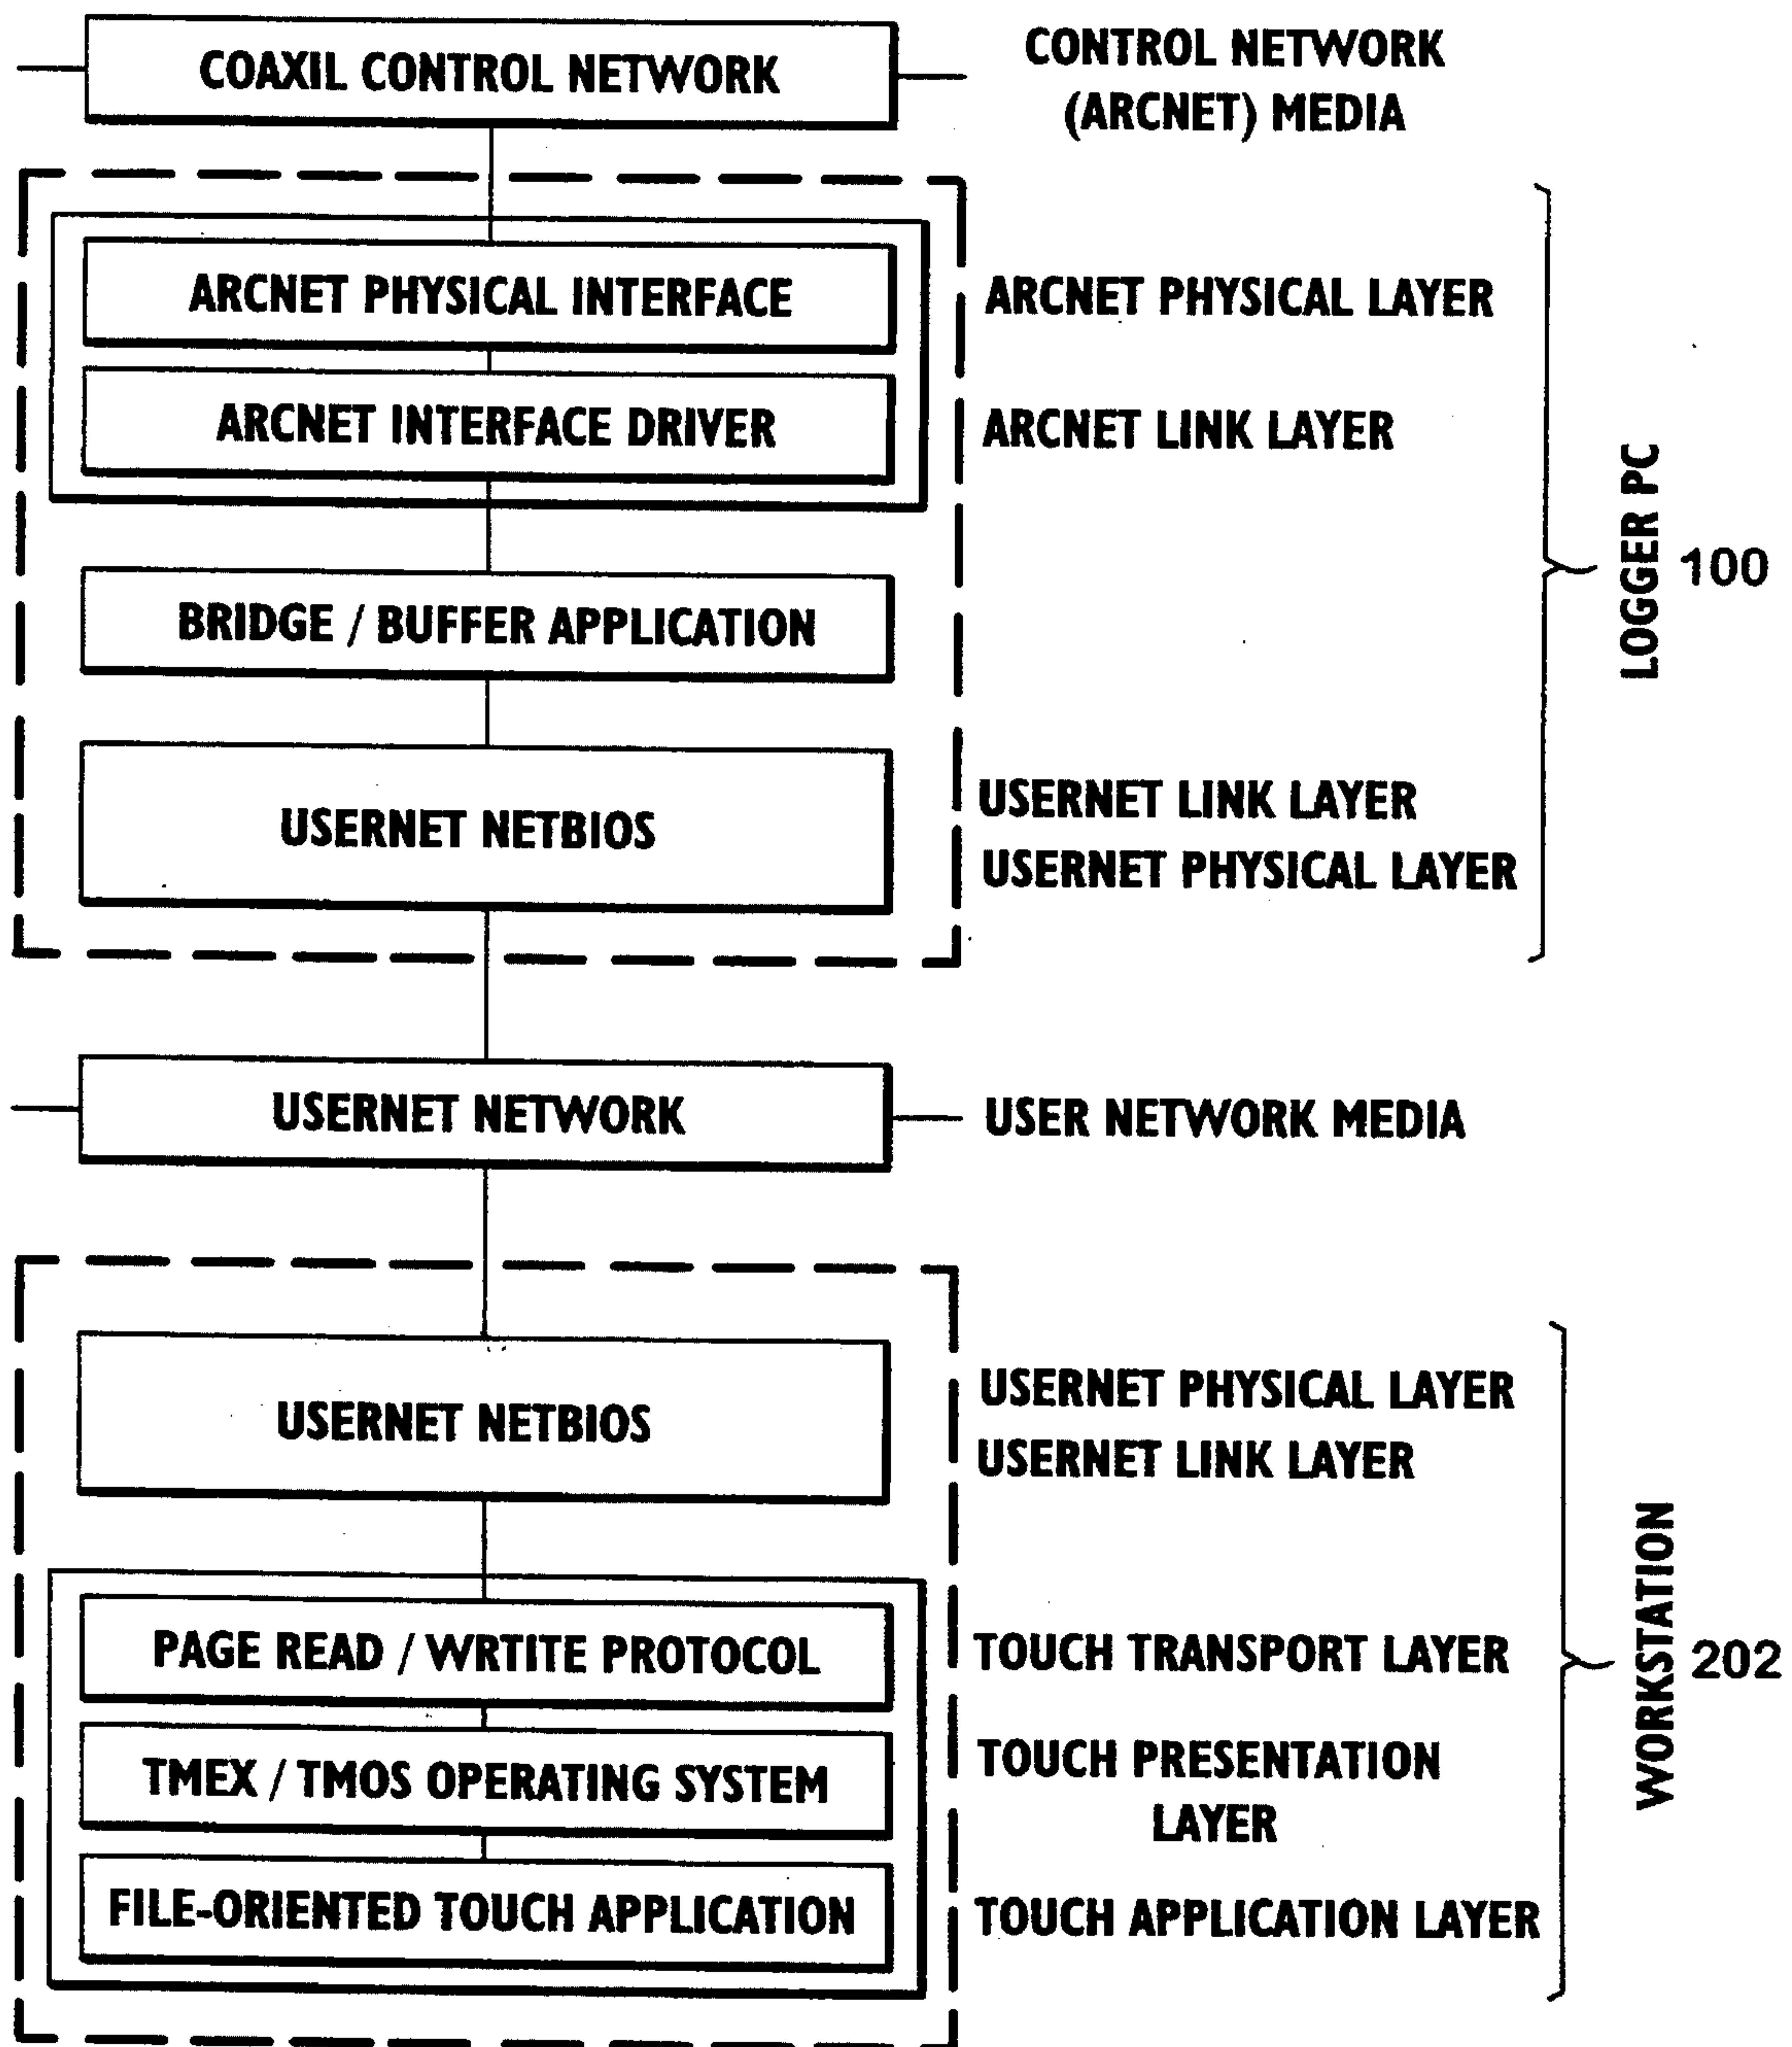 COAXIL CONTROL NETWORK
CONTROL NETWORK
(ARCNET) MEDIA
ARCNET PHYSICAL INTERFACE
ARCNET PHYSICAL LAYER
ARCNET INTERFACE DRIVER
ARCNET LINK LAYER
BRIDGE / BUFFER APPLICATION
LOGGER PC
100
USERNET NETBIOS
USERNET LINK LAYER
USERNET PHYSICAL LAYER
USERNET NETWORK
USER NETWORK MEDIA
USERNET NETBIOS
USERNET PHYSICAL LAYER
USERNET LINK LAYER
PAGE READ / WRTITE PROTOCOL
TOUCH TRANSPORT LAYER
WORKSTATION
202
TMEX / TMOS OPERATING SYSTEM
TOUCH PRESENTATION
LAYER
FILE-ORIENTED TOUCH APPLICATION
TOUCH APPLICATION LAYER